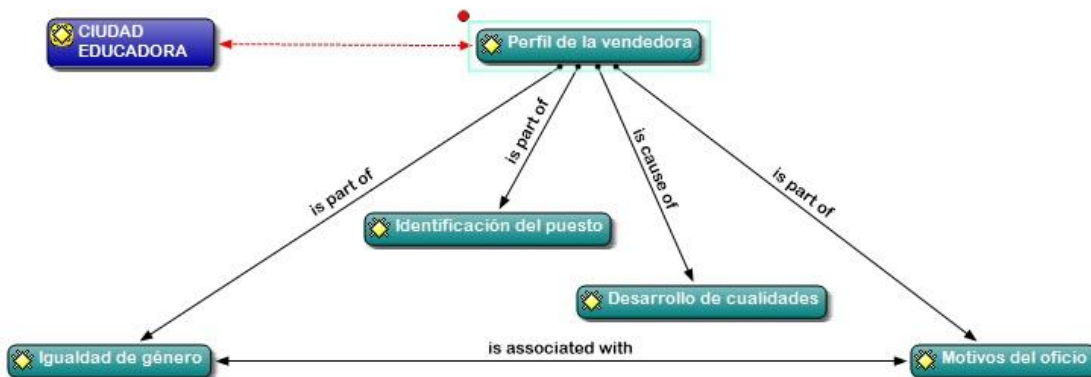 CIUDAD
EDUCADORA
Perfil de la vendedora
is part of
is part of
is cause of
is part of
Identificación del puesto
Desarrollo de cualidades
Igualdad de género
is associated with
Motivos del oficio